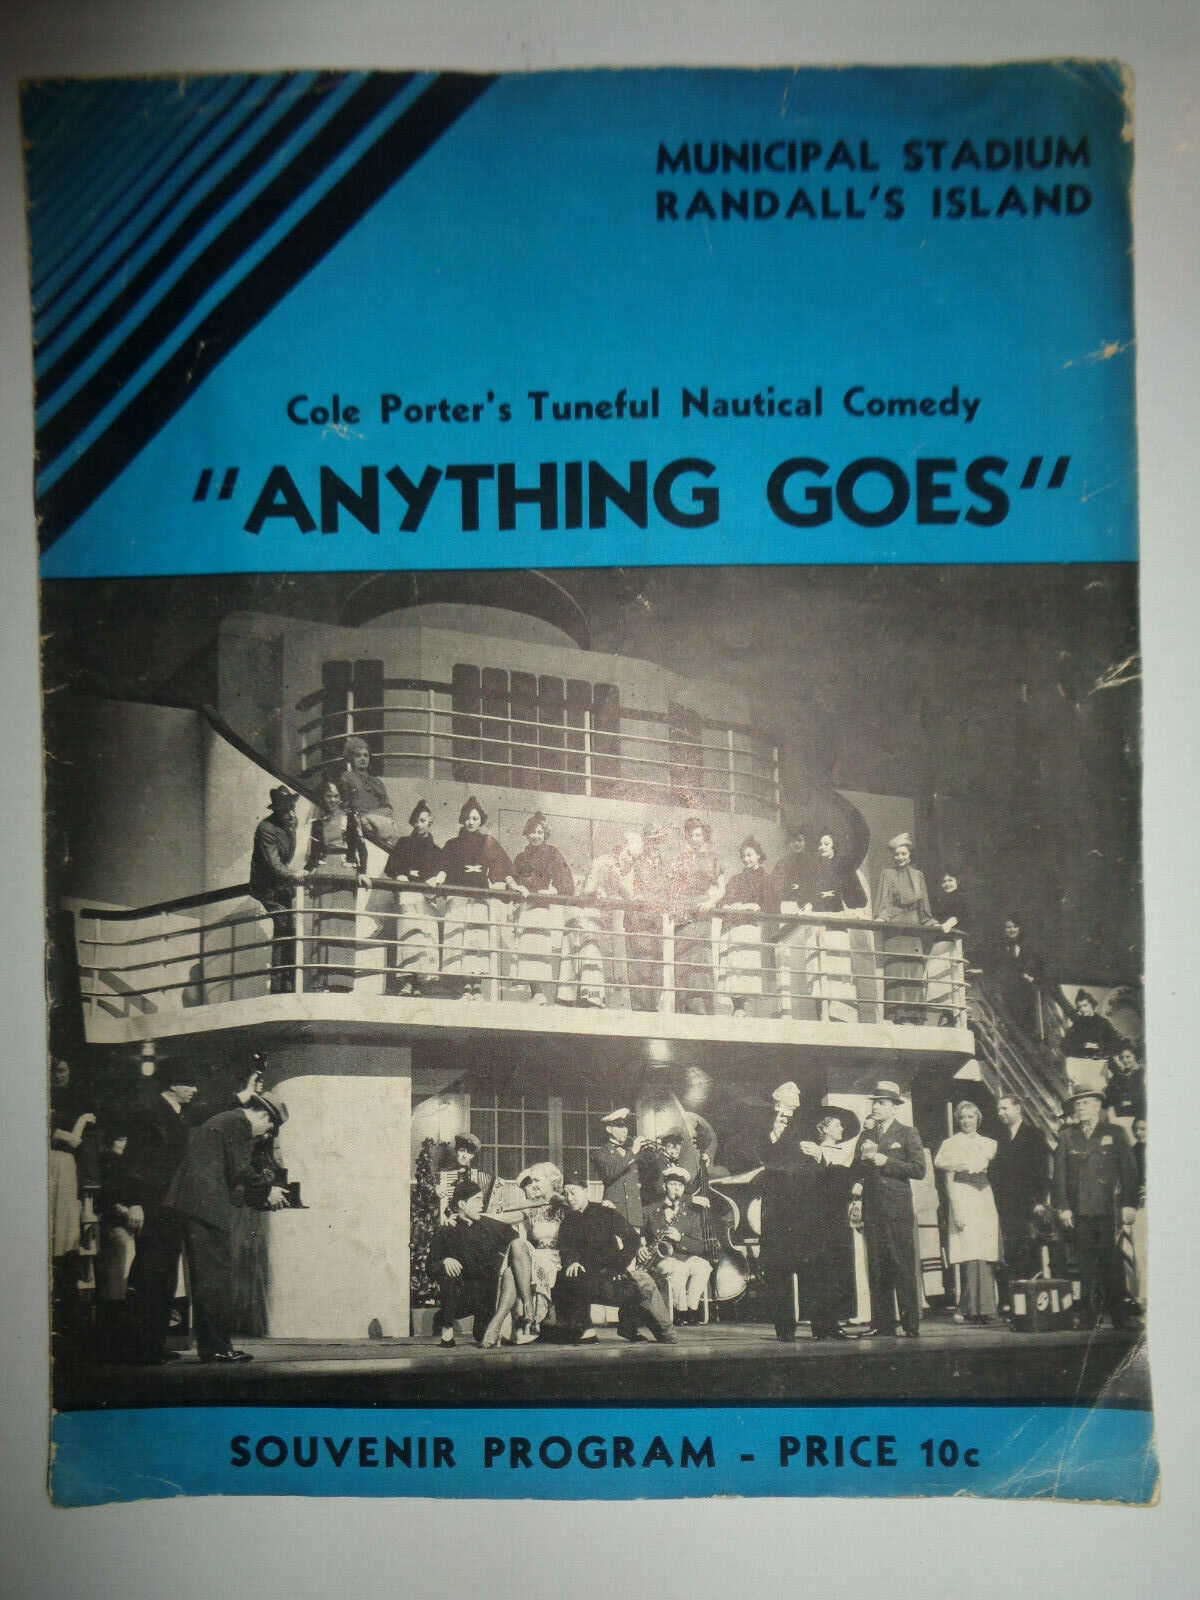 MUNICIPAL STADIUM
RANDALL'S ISLAND
Cole Porter's Tuneful Nautical Comedy
"ANYTHING GOES"
SOUVENIR PROGRAM - PRICE 10c